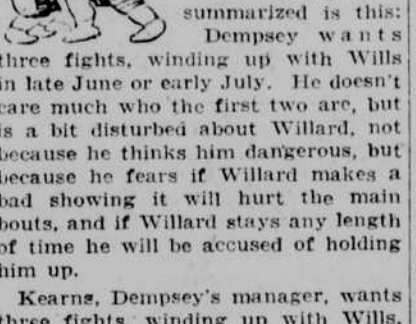 summarized is this:
Dempsey wants
three fights, winding up with Wills
in late June or early July. He doesn't
care much who the first two are, but
is a bit disturbed about Willard, not
because he thinks him dangerous, but
because he fears if Willard makes a
bad showing it will hurt the main
bouts, and if Willard stays any length
of time he will be accused of holding
him up.
Kearns, Dempsey's manager, wants
three fights, winding up with Wills,